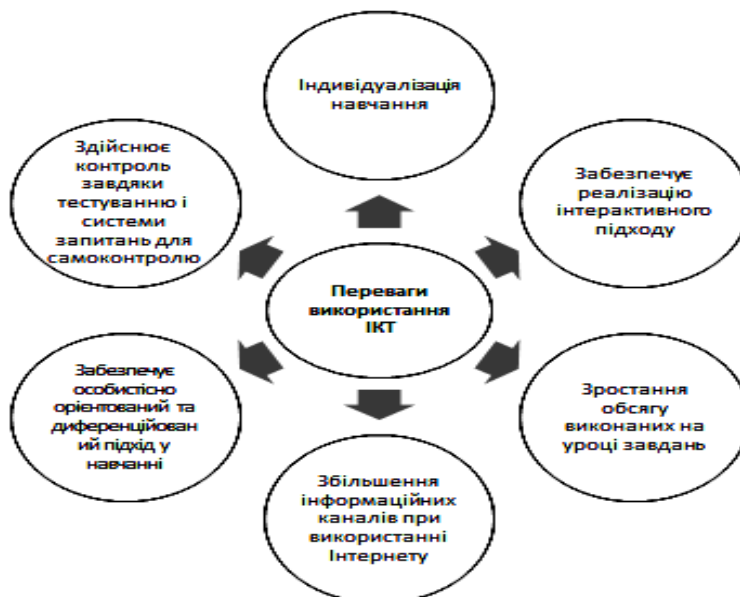 Індивідуалізація
навчання
Здійснює
контроль
завдяки
тестуванню і
системи
запитань для
самоконтролю
Забезпечує
реалізацію
інтерактивного
підходу
Переваги
використання
ІКТ
Забезпечує
особистісно
орієнтований та
диференційован
ий підхід у
навчанні
Зростання
обсягу
виконаних на
уроці завдань
Збільшення
інформаційних
каналів при
використанні
Інтернету